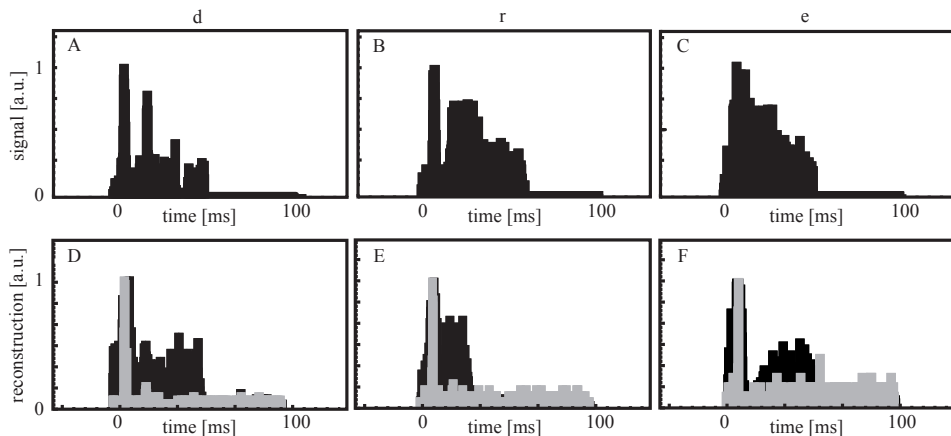 d r e
A B C
signal [a.u.]
1
0
0 100 0 100 0 100
time [ms] time [ms] time [ms]
D E F
reconstruction [a.u.]
1
0
0 100 0 100 0 100
time [ms] time [ms] time [ms]